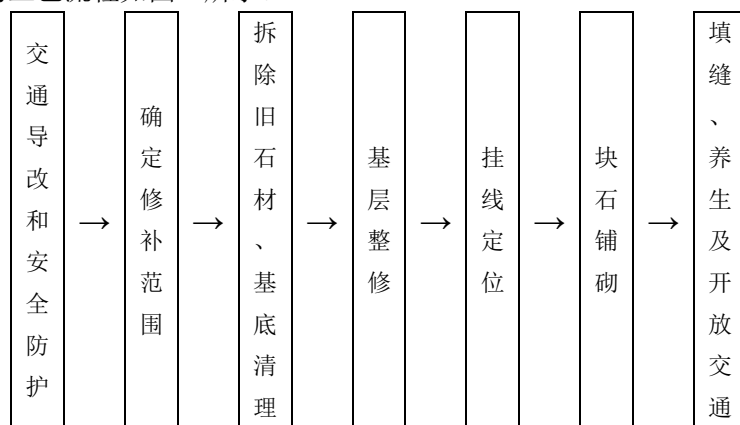 交通导改和安全防护
→
确定修补范围
→
拆除旧石材、基底清理
→
基层整修
→
挂线定位
→
块石铺砌
→
填缝、养生及开放交通